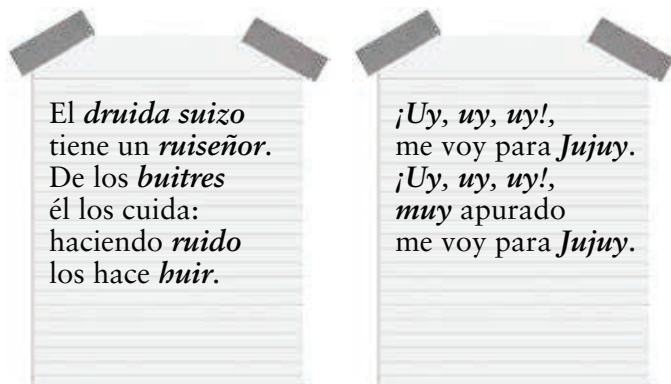 El druida suizo
tiene un ruiseñor.
De los buitres
él los cuida:
haciendo ruido
los hace huir.
¡Uy, uy, uy!,
me voy para Jujuy.
¡Uy, uy, uy!,
muy apurado
me voy para Jujuy.